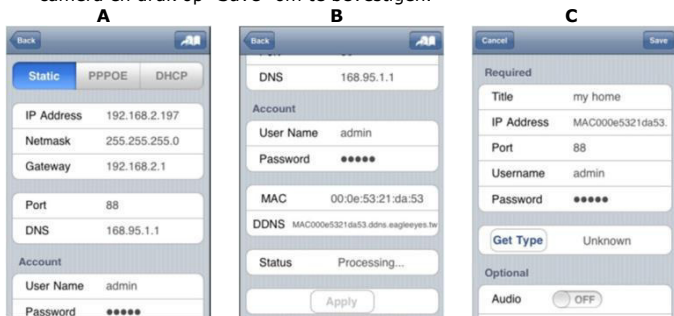 camera en druk op "Save" om te bevestigen.
A
Back
Static PPPOE DHCP
IP Address 192.168.2.197
Netmask 255.255.255.0
Gateway 192.168.2.1
Port 88
DNS 168.95.1.1
Account
User Name admin
Password •••••
B
Back
DNS 168.95.1.1
Account
User Name admin
Password •••••
MAC 00:0e:53:21:da:53
DDNS MAC000e5321da53.ddns.eagleeyes.tw
Status Processing...
Apply
C
Cancel Save
Required
Title my home
IP Address MAC000e5321da53.
Port 88
Username admin
Password •••••
Get Type Unknown
Optional
Audio OFF